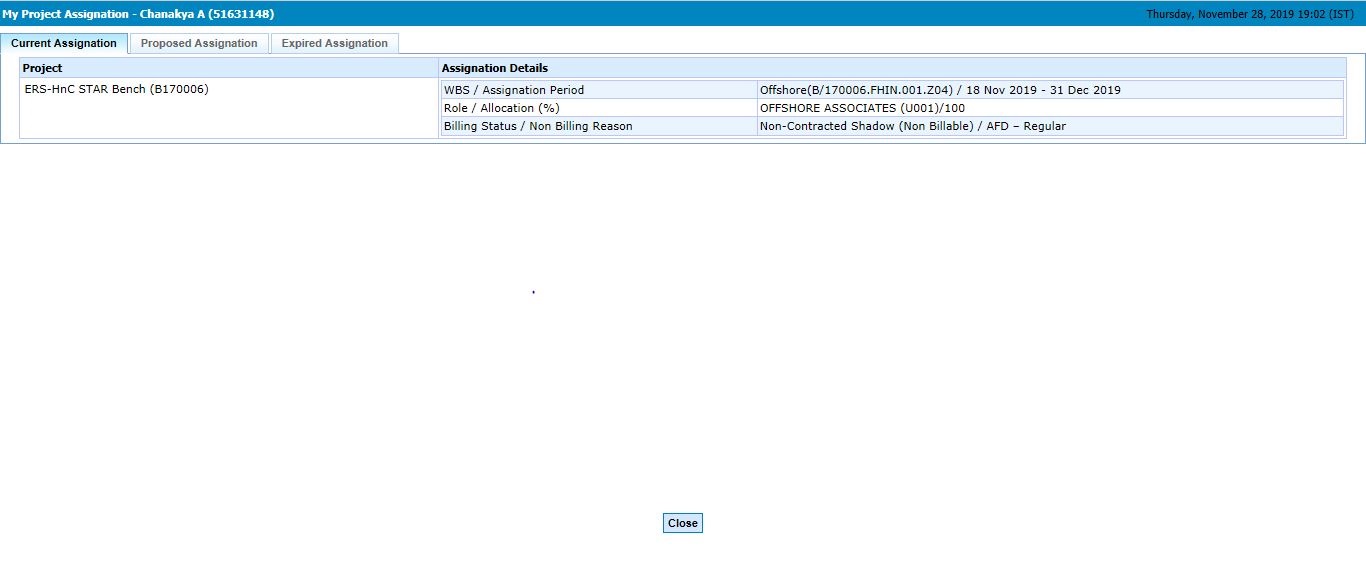 My Project Assignation - Chanakya A (51631148)
Thursday, November 28, 2019 19:02 (IST)
Current Assignation
Proposed Assignation
Expired Assignation
Project
Assignation Details
ERS-HnC STAR Bench (B170006)
WBS / Assignation Period
Offshore(B/170006.FHIN.001.Z04) / 18 Nov 2019 - 31 Dec 2019
Role / Allocation (%)
OFFSHORE ASSOCIATES (U001)/100
Billing Status / Non Billing Reason
Non-Contracted Shadow (Non Billable) / AFD – Regular
Close